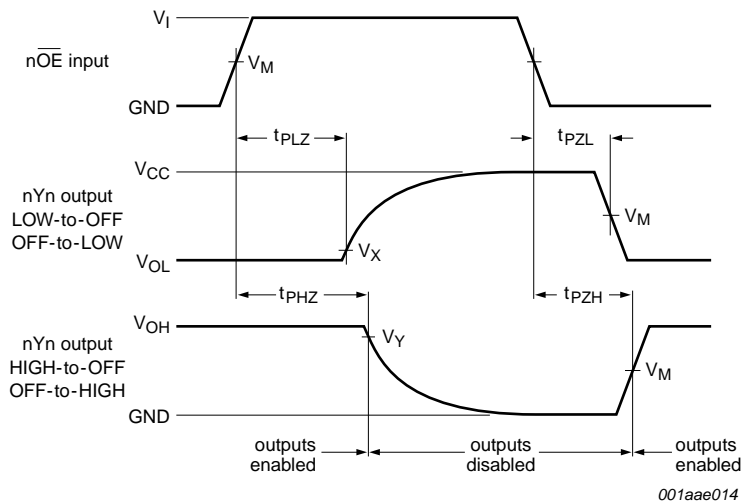 V_I
nO̅E̅ input
V_M
GND
t_PLZ
t_PZL
V_CC
nYn output
LOW-to-OFF
OFF-to-LOW
V_M
V_X
V_OL
t_PHZ
t_PZH
V_OH
nYn output
HIGH-to-OFF
OFF-to-HIGH
V_Y
V_M
GND
outputs
enabled
outputs
disabled
outputs
enabled
001aae014